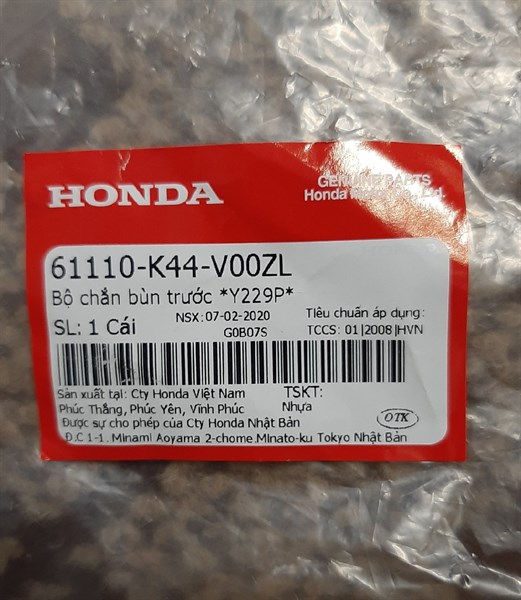 HONDA
GENUINE PARTS
Honda Co., Ltd.
61110-K44-V00ZL
Bộ chắn bùn trước *Y229P*
SL: 1 Cái
NSX: 07-02-2020
G0B07S
Tiêu chuẩn áp dụng:
TCCS: 01|2008|HVN
Sản xuất tại: Cty Honda Việt Nam
Phúc Thắng, Phúc Yên, Vĩnh Phúc
Được sự cho phép của Cty Honda Nhật Bản
Đ.C 1-1. Minami Aoyama 2-chome.Minato-ku Tokyo Nhật Bản
TSKT:
Nhựa
OTK